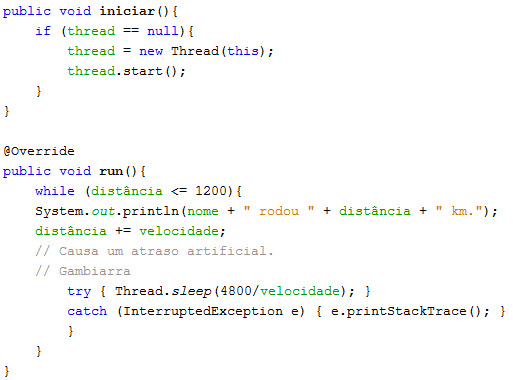 public void iniciar(){
    if (thread == null){
        thread = new Thread(this);
        thread.start();
    }
}

@Override
public void run(){
    while (distância <= 1200){
    System.out.println(nome + " rodou " + distância + " km.");
    distância += velocidade;
    // Causa um atraso artificial.
    // Gambiarra
        try { Thread.sleep(4800/velocidade); }
        catch (InterruptedException e) { e.printStackTrace(); }
        }
    }
}